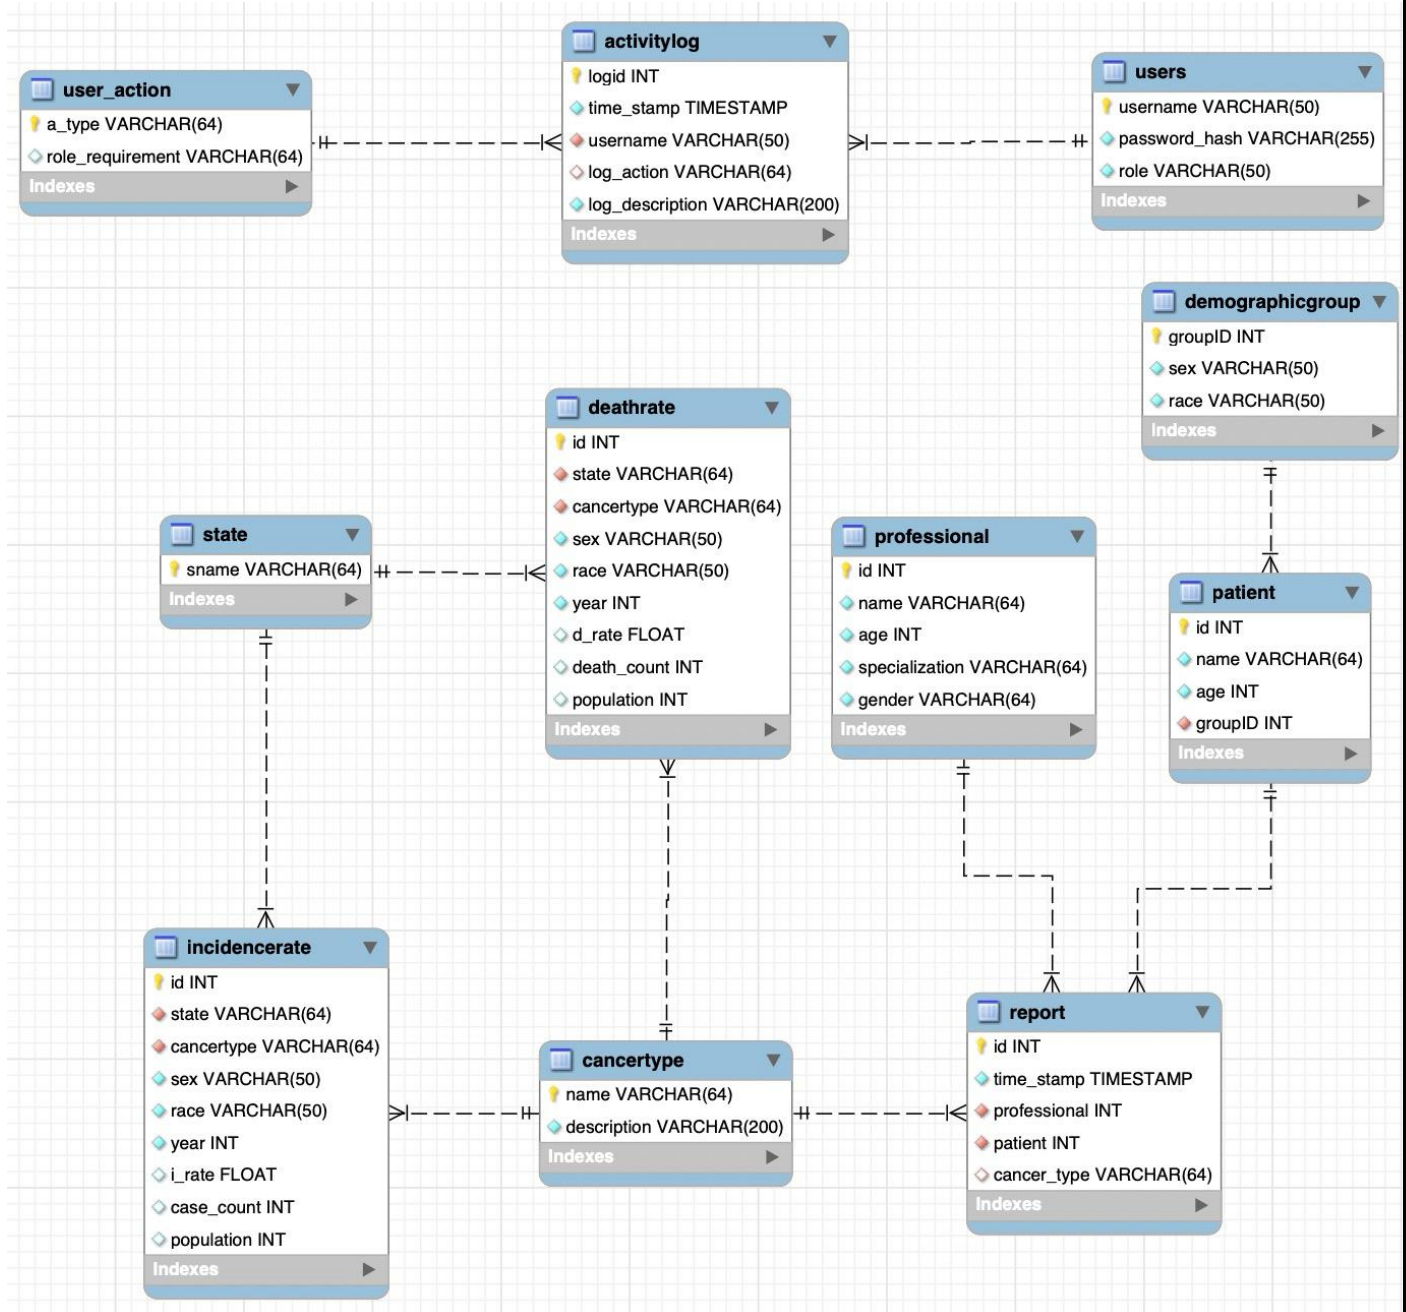 activitylog
logid INT
time_stamp TIMESTAMP
username VARCHAR(50)
log_action VARCHAR(64)
log_description VARCHAR(200)
Indexes
user_action
a_type VARCHAR(64)
role_requirement VARCHAR(64)
Indexes
users
username VARCHAR(50)
password_hash VARCHAR(255)
role VARCHAR(50)
Indexes
demographicgroup
groupID INT
sex VARCHAR(50)
race VARCHAR(50)
Indexes
deathrate
id INT
state VARCHAR(64)
cancertype VARCHAR(64)
sex VARCHAR(50)
race VARCHAR(50)
year INT
d_rate FLOAT
death_count INT
population INT
Indexes
state
sname VARCHAR(64)
Indexes
professional
id INT
name VARCHAR(64)
age INT
specialization VARCHAR(64)
gender VARCHAR(64)
Indexes
patient
id INT
name VARCHAR(64)
age INT
groupID INT
Indexes
incidencerate
id INT
state VARCHAR(64)
cancertype VARCHAR(64)
sex VARCHAR(50)
race VARCHAR(50)
year INT
i_rate FLOAT
case_count INT
population INT
Indexes
cancertype
name VARCHAR(64)
description VARCHAR(200)
Indexes
report
id INT
time_stamp TIMESTAMP
professional INT
patient INT
cancer_type VARCHAR(64)
Indexes